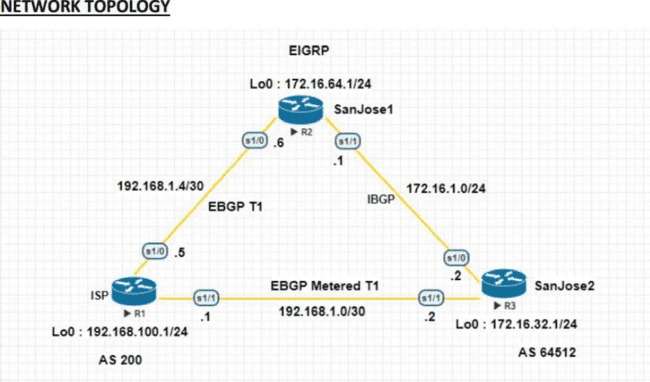 NETWORK TOPOLOGY
EIGRP
Lo0 : 172.16.64.1/24
SanJose1
R2
s1/0
.6
s1/1
.1
192.168.1.4/30
172.16.1.0/24
EBGP T1
IBGP
s1/0
.5
s1/0
.2
ISP
R1
s1/1
.1
EBGP Metered T1
192.168.1.0/30
s1/1
.2
SanJose2
R3
Lo0 : 192.168.100.1/24
Lo0 : 172.16.32.1/24
AS 200
AS 64512